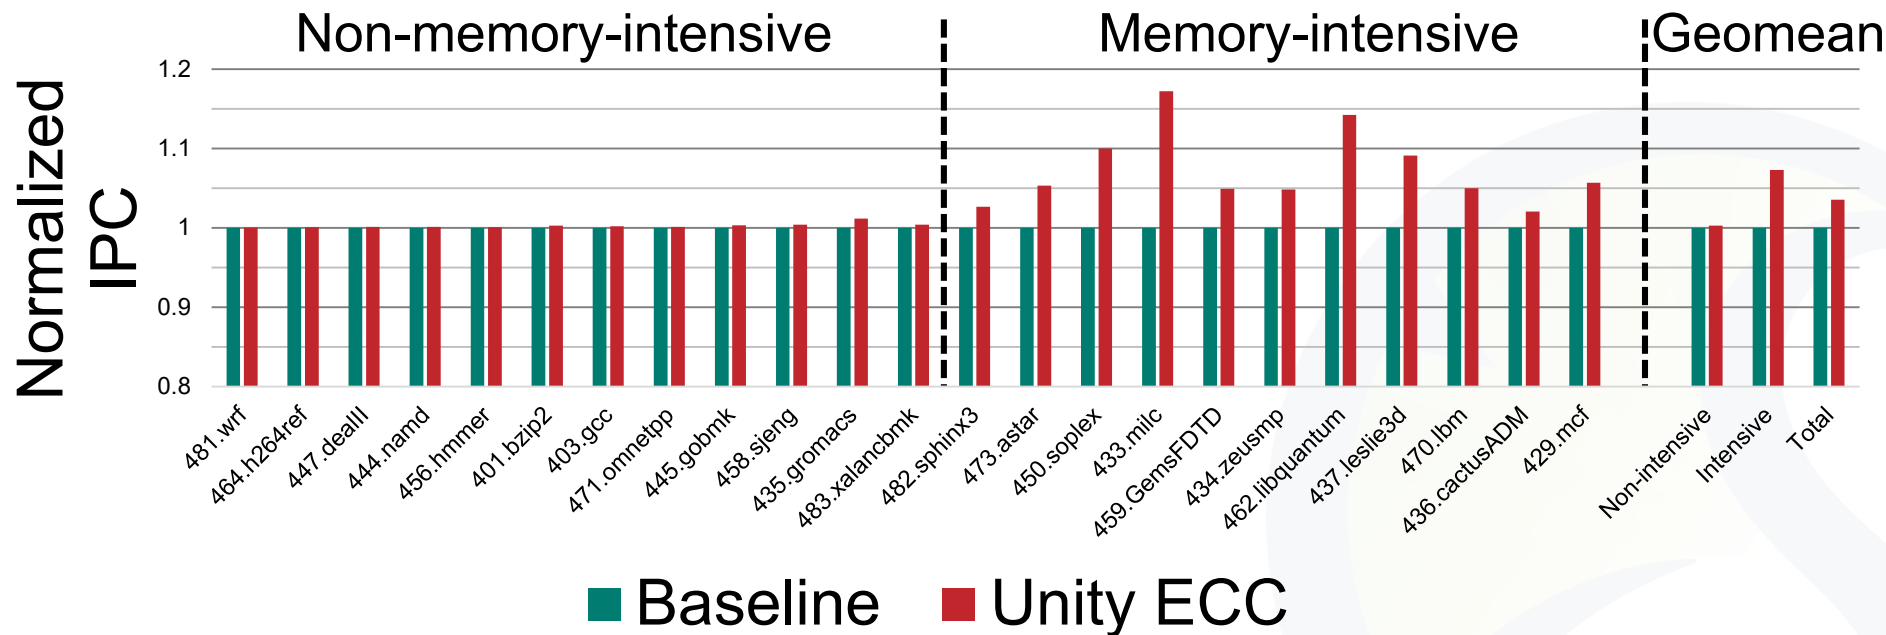 Non-memory-intensive
Memory-intensive
Geomean
Normalized
IPC
1.2
1.1
1
0.9
0.8
481.wrf
464.h264ref
447.dealII
444.namd
456.hmmer
401.bzip2
403.gcc
471.omnetpp
445.gobmk
458.sjeng
435.gromacs
483.xalancbmk
482.sphinx3
473.astar
450.soplex
433.milc
459.GemsFDTD
434.zeusmp
462.libquantum
437.leslie3d
470.lbm
436.cactusADM
429.mcf
Non-intensive
Intensive
Total
Baseline
Unity ECC